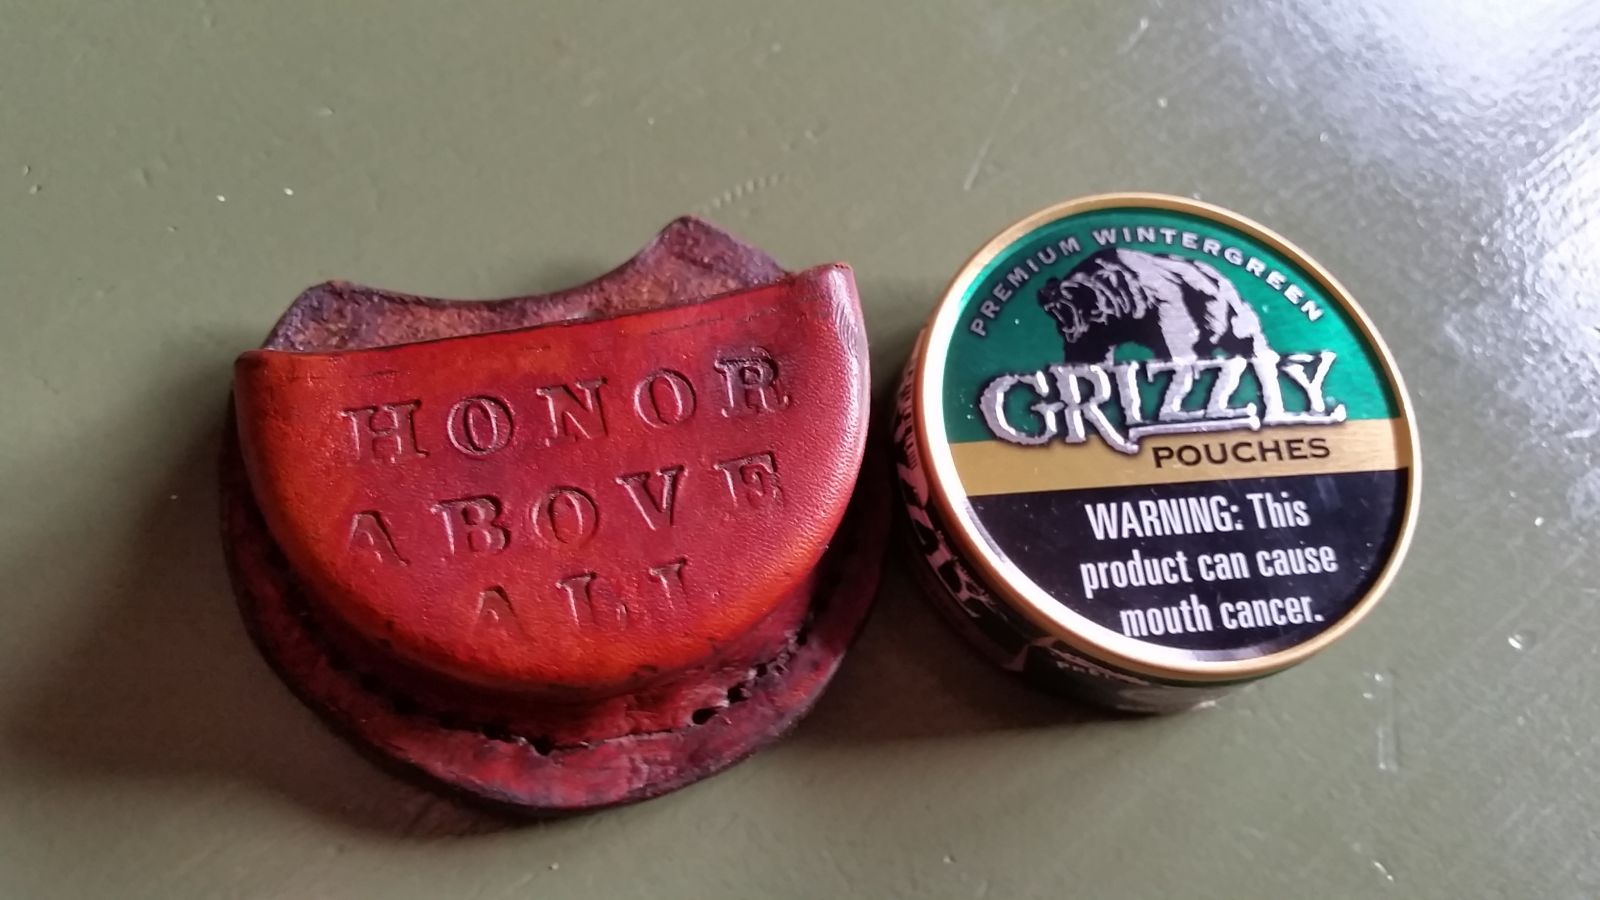 HONOR
ABOVE
ALL
PREMIUM WINTERGREEN
GRIZZLY
POUCHES
WARNING: This
product can cause
mouth cancer.